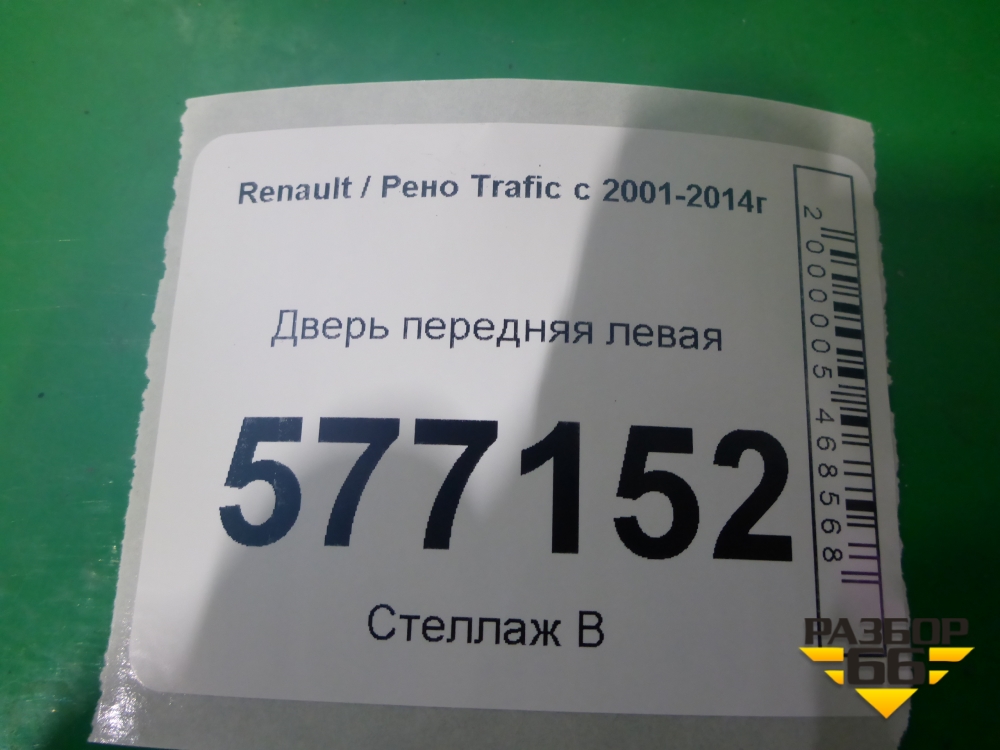 Renault / Рено Trafic с 2001-2014г
Дверь передняя левая
577152
Стеллаж В
2000005468568
РАЗБОР
66